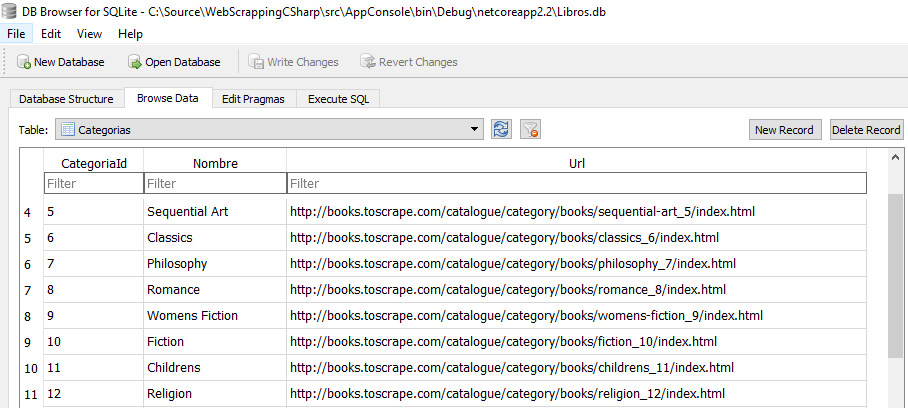 DB Browser for SQLite - C:\Source\WebScrappingCSharp\src\AppConsole\bin\Debug\netcoreapp2.2\Libros.db
File Edit View Help
New Database Open Database Write Changes Revert Changes
Database Structure Browse Data Edit Pragmas Execute SQL
Table: Categorias New Record Delete Record
CategoriaId Nombre Url
Filter Filter Filter
4 5 Sequential Art http://books.toscrape.com/catalogue/category/books/sequential-art_5/index.html
5 6 Classics http://books.toscrape.com/catalogue/category/books/classics_6/index.html
6 7 Philosophy http://books.toscrape.com/catalogue/category/books/philosophy_7/index.html
7 8 Romance http://books.toscrape.com/catalogue/category/books/romance_8/index.html
8 9 Womens Fiction http://books.toscrape.com/catalogue/category/books/womens-fiction_9/index.html
9 10 Fiction http://books.toscrape.com/catalogue/category/books/fiction_10/index.html
10 11 Childrens http://books.toscrape.com/catalogue/category/books/childrens_11/index.html
11 12 Religion http://books.toscrape.com/catalogue/category/books/religion_12/index.html